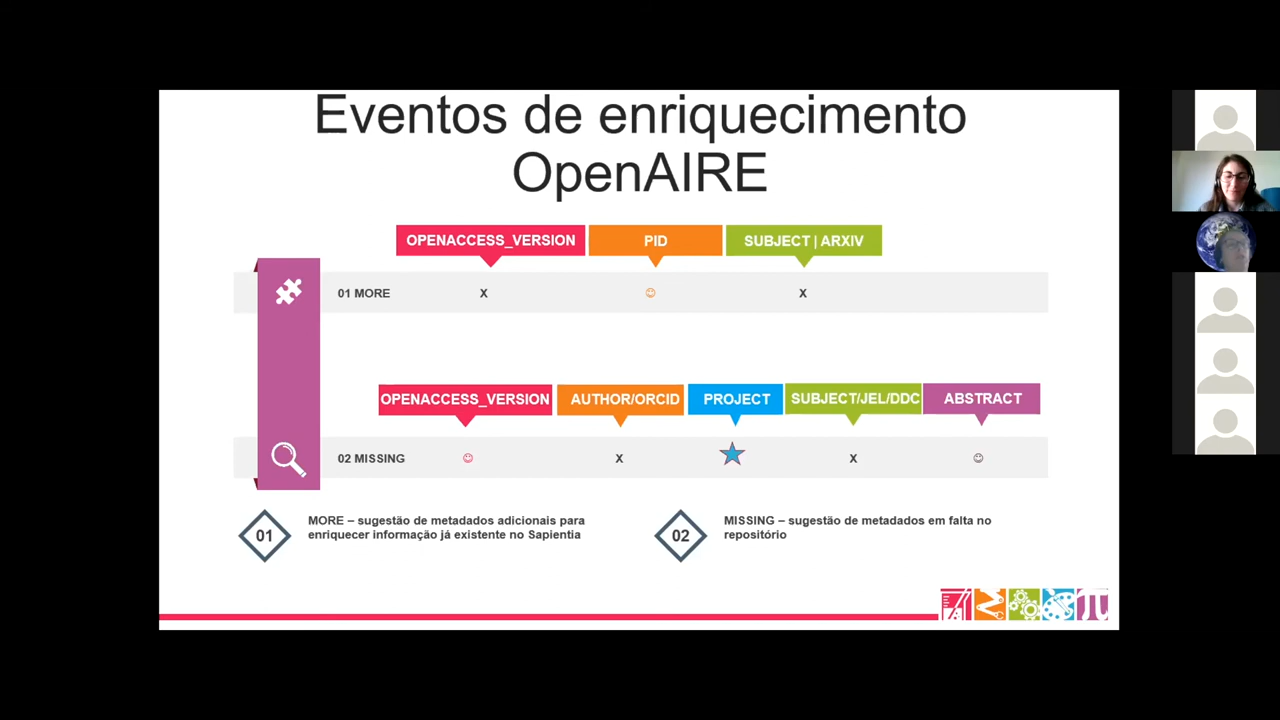 Eventos de enriquecimento
OpenAIRE
OPENACCESS_VERSION PID SUBJECT | ARXIV
01 MORE X ☺ X
OPENACCESS_VERSION AUTHOR/ORCID PROJECT SUBJECT/JEL/DDC ABSTRACT
02 MISSING ☺ X X ☺
01
MORE – sugestão de metadados adicionais para
enriquecer informação já existente no Sapientia
02
MISSING – sugestão de metadados em falta no
repositório
π